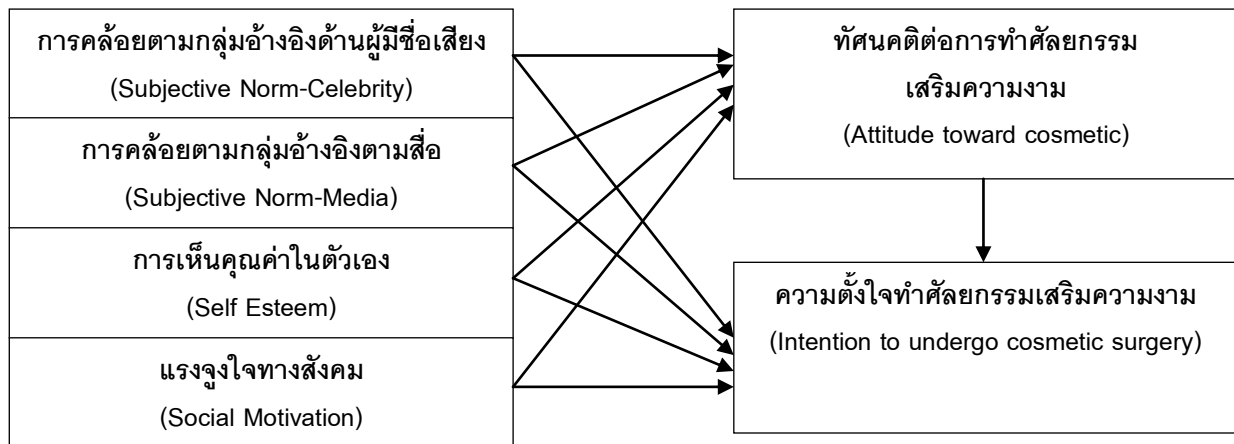 การคล้อยตามกลุ่มอ้างอิงด้านผู้มีชื่อเสียง
(Subjective Norm-Celebrity)
การคล้อยตามกลุ่มอ้างอิงตามสื่อ
(Subjective Norm-Media)
การเห็นคุณค่าในตัวเอง
(Self Esteem)
แรงจูงใจทางสังคม
(Social Motivation)
ทัศนคติต่อการทำศัลยกรรม
เสริมความงาม
(Attitude toward cosmetic)
ความตั้งใจทำศัลยกรรมเสริมความงาม
(Intention to undergo cosmetic surgery)